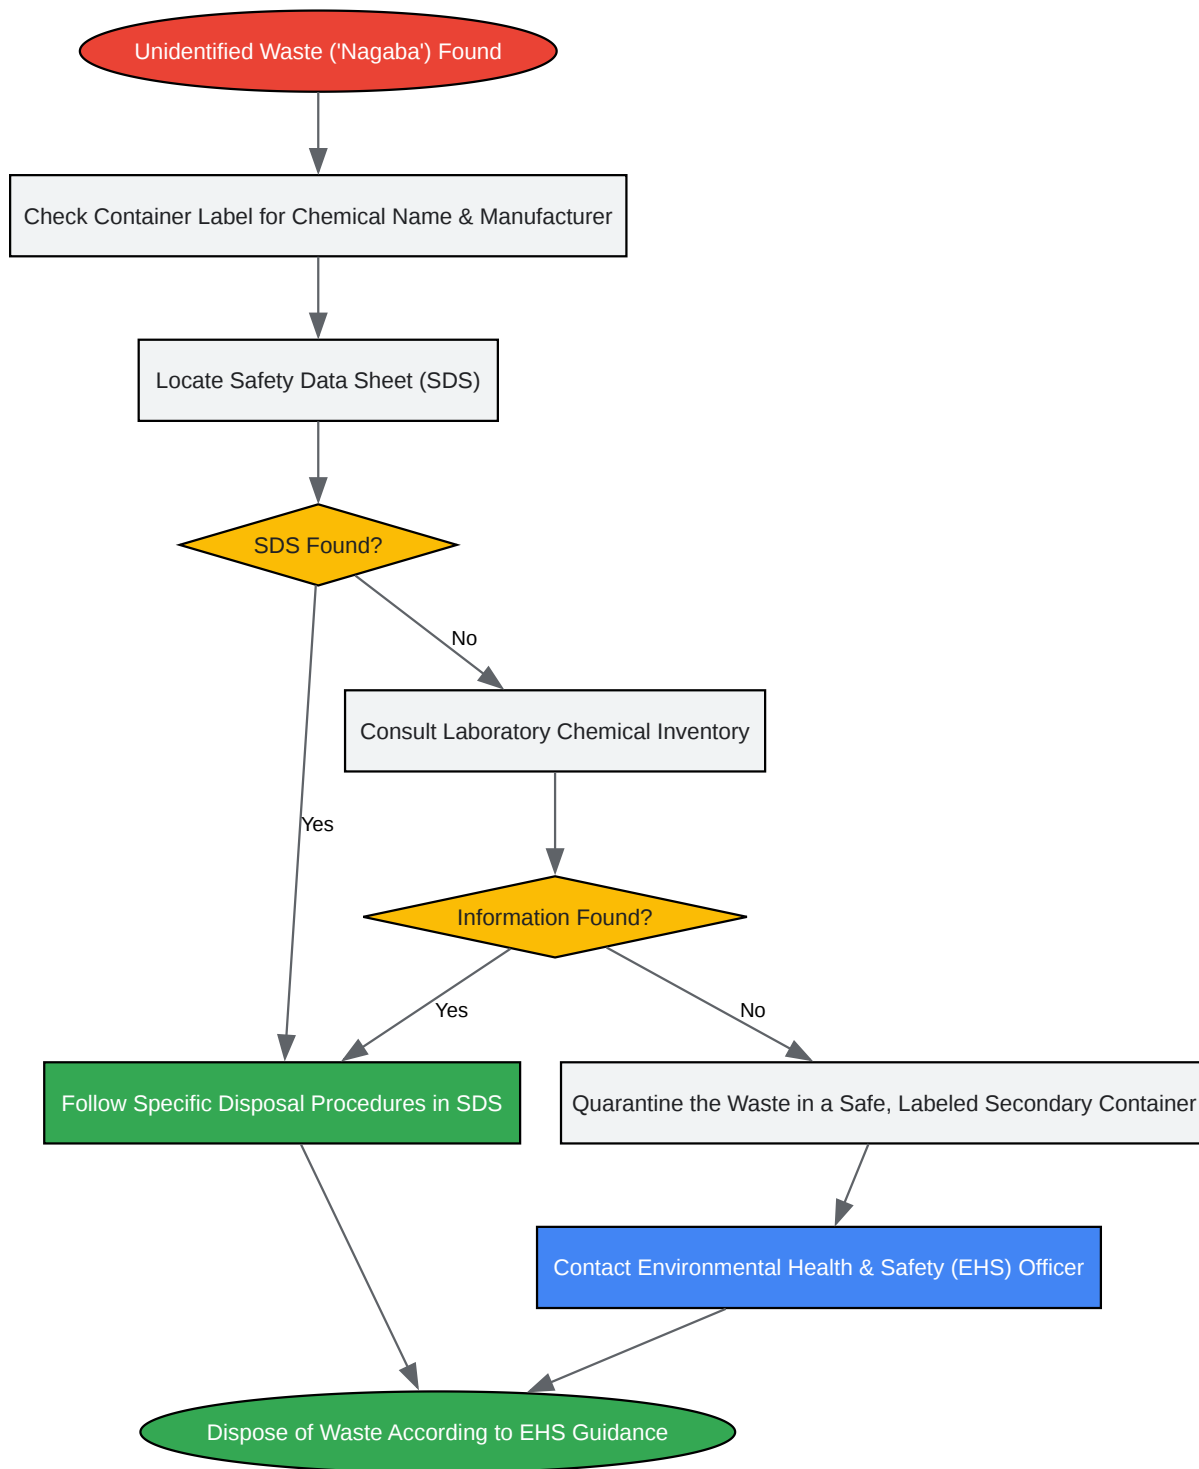 Unidentified Waste ('Nagaba') Found
Check Container Label for Chemical Name & Manufacturer
Locate Safety Data Sheet (SDS)
SDS Found?
No
Consult Laboratory Chemical Inventory
Yes
Information Found?
Yes
No
Follow Specific Disposal Procedures in SDS
Quarantine the Waste in a Safe, Labeled Secondary Container
Contact Environmental Health & Safety (EHS) Officer
Dispose of Waste According to EHS Guidance